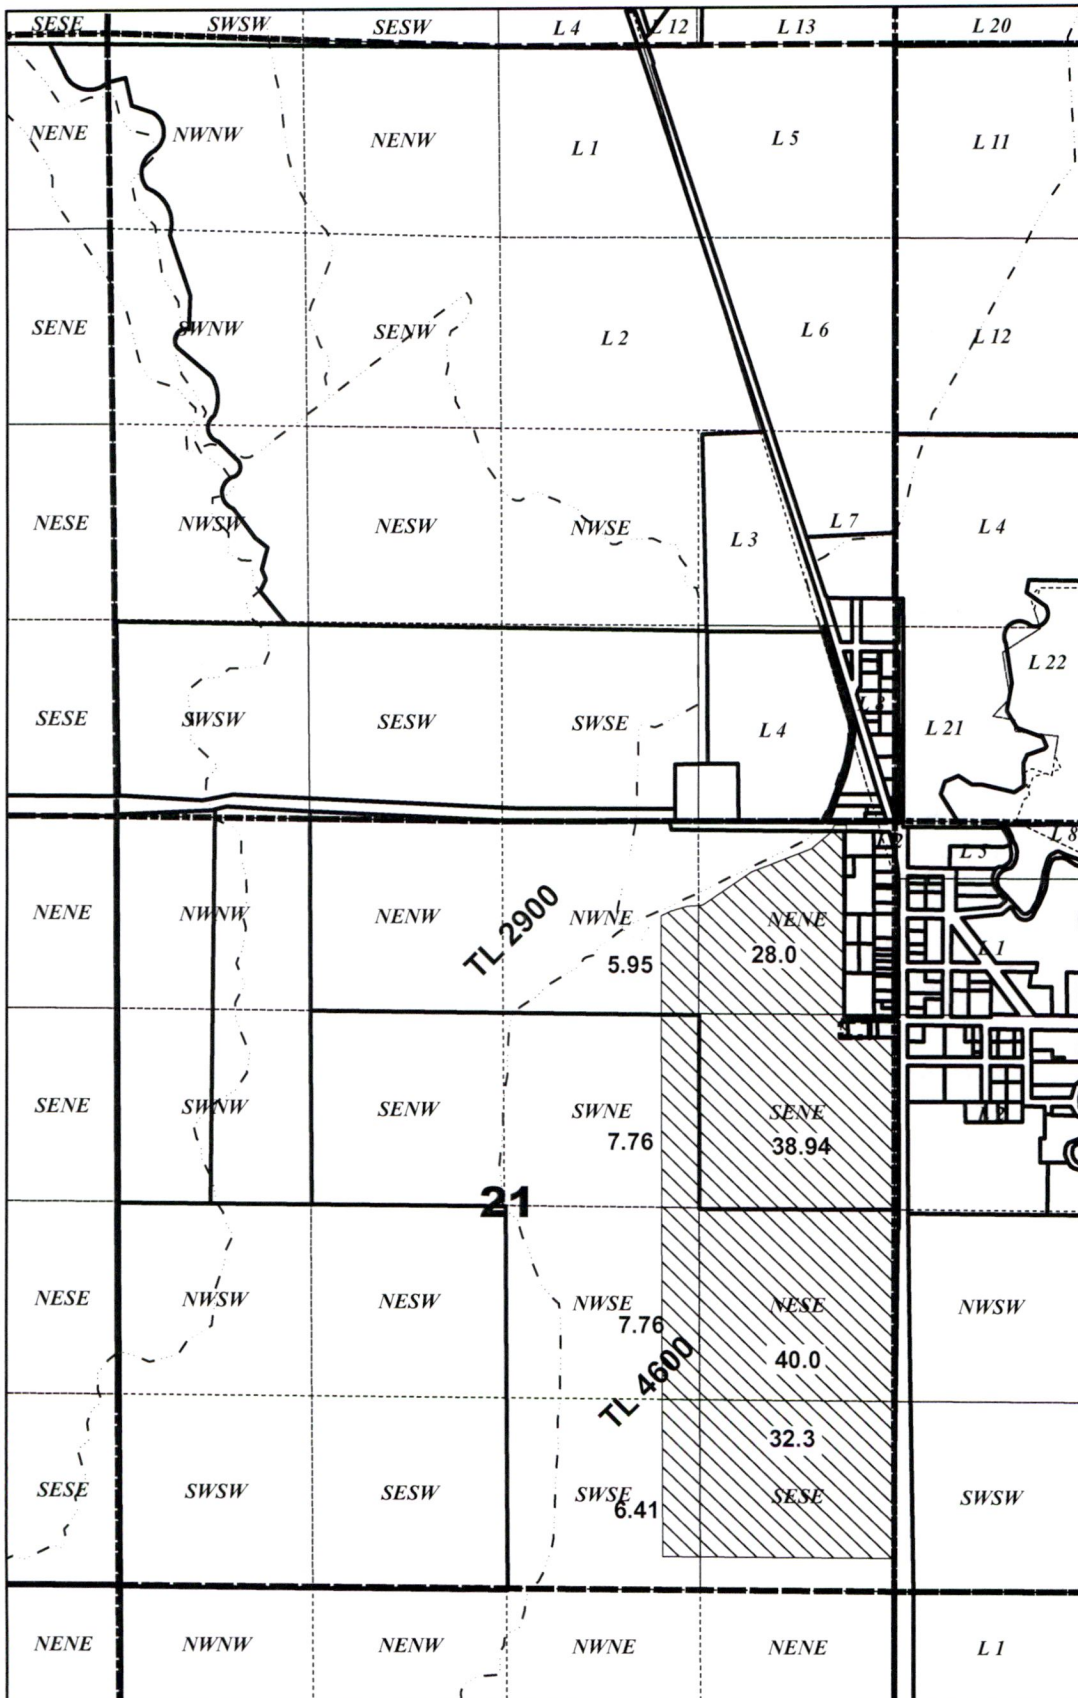 SESE SWSW SESW L 4 L 12 L 13 L 20
NENE NWNW NENW L 1 L 5 L 11
SENE SWNW SENW L 2 L 6 L 12
NESE NWSW NESW NWSE L 3 L 7 L 4
L 22
SESE SWSW SESW SWSE L 4 L 21
L 8
L 5
NENE NWNW NENW NWNE NENE
TL 2900
L 1
5.95 28.0
SENE SWNW SENW SWNE SENE L 2
7.76 38.94
21
NESE NWSW NESW NWSE NESE NWSW
7.76
TL 4600
40.0
32.3
SESE SWSW SESW SWSE SESE SWSW
6.41
NENE NWNW NENW NWNE NENE L 1